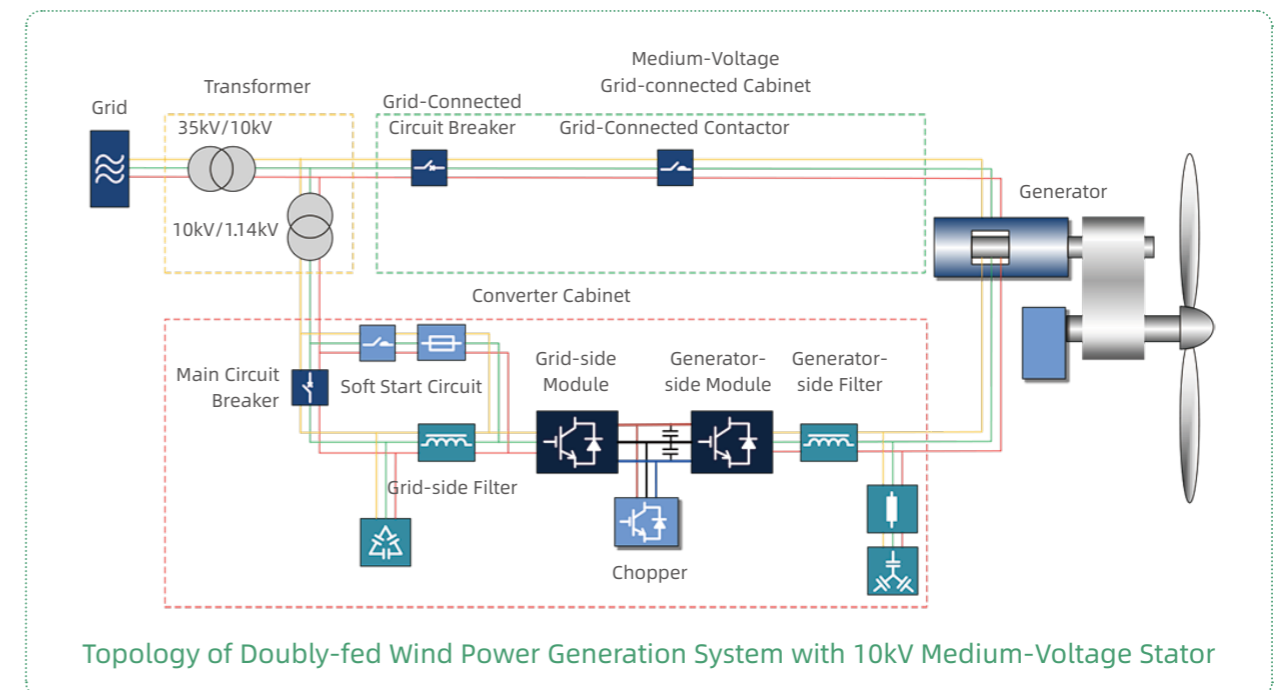 Medium-Voltage
Grid-connected Cabinet
Transformer
Grid
Grid-Connected
Circuit Breaker
35kV/10kV
Grid-Connected Contactor
Generator
10kV/1.14kV
Converter Cabinet
Main Circuit
Breaker
Soft Start Circuit
Grid-side
Module
Generator-
side Module
Generator-
side Filter
Grid-side Filter
Chopper
Topology of Doubly-fed Wind Power Generation System with 10kV Medium-Voltage Stator